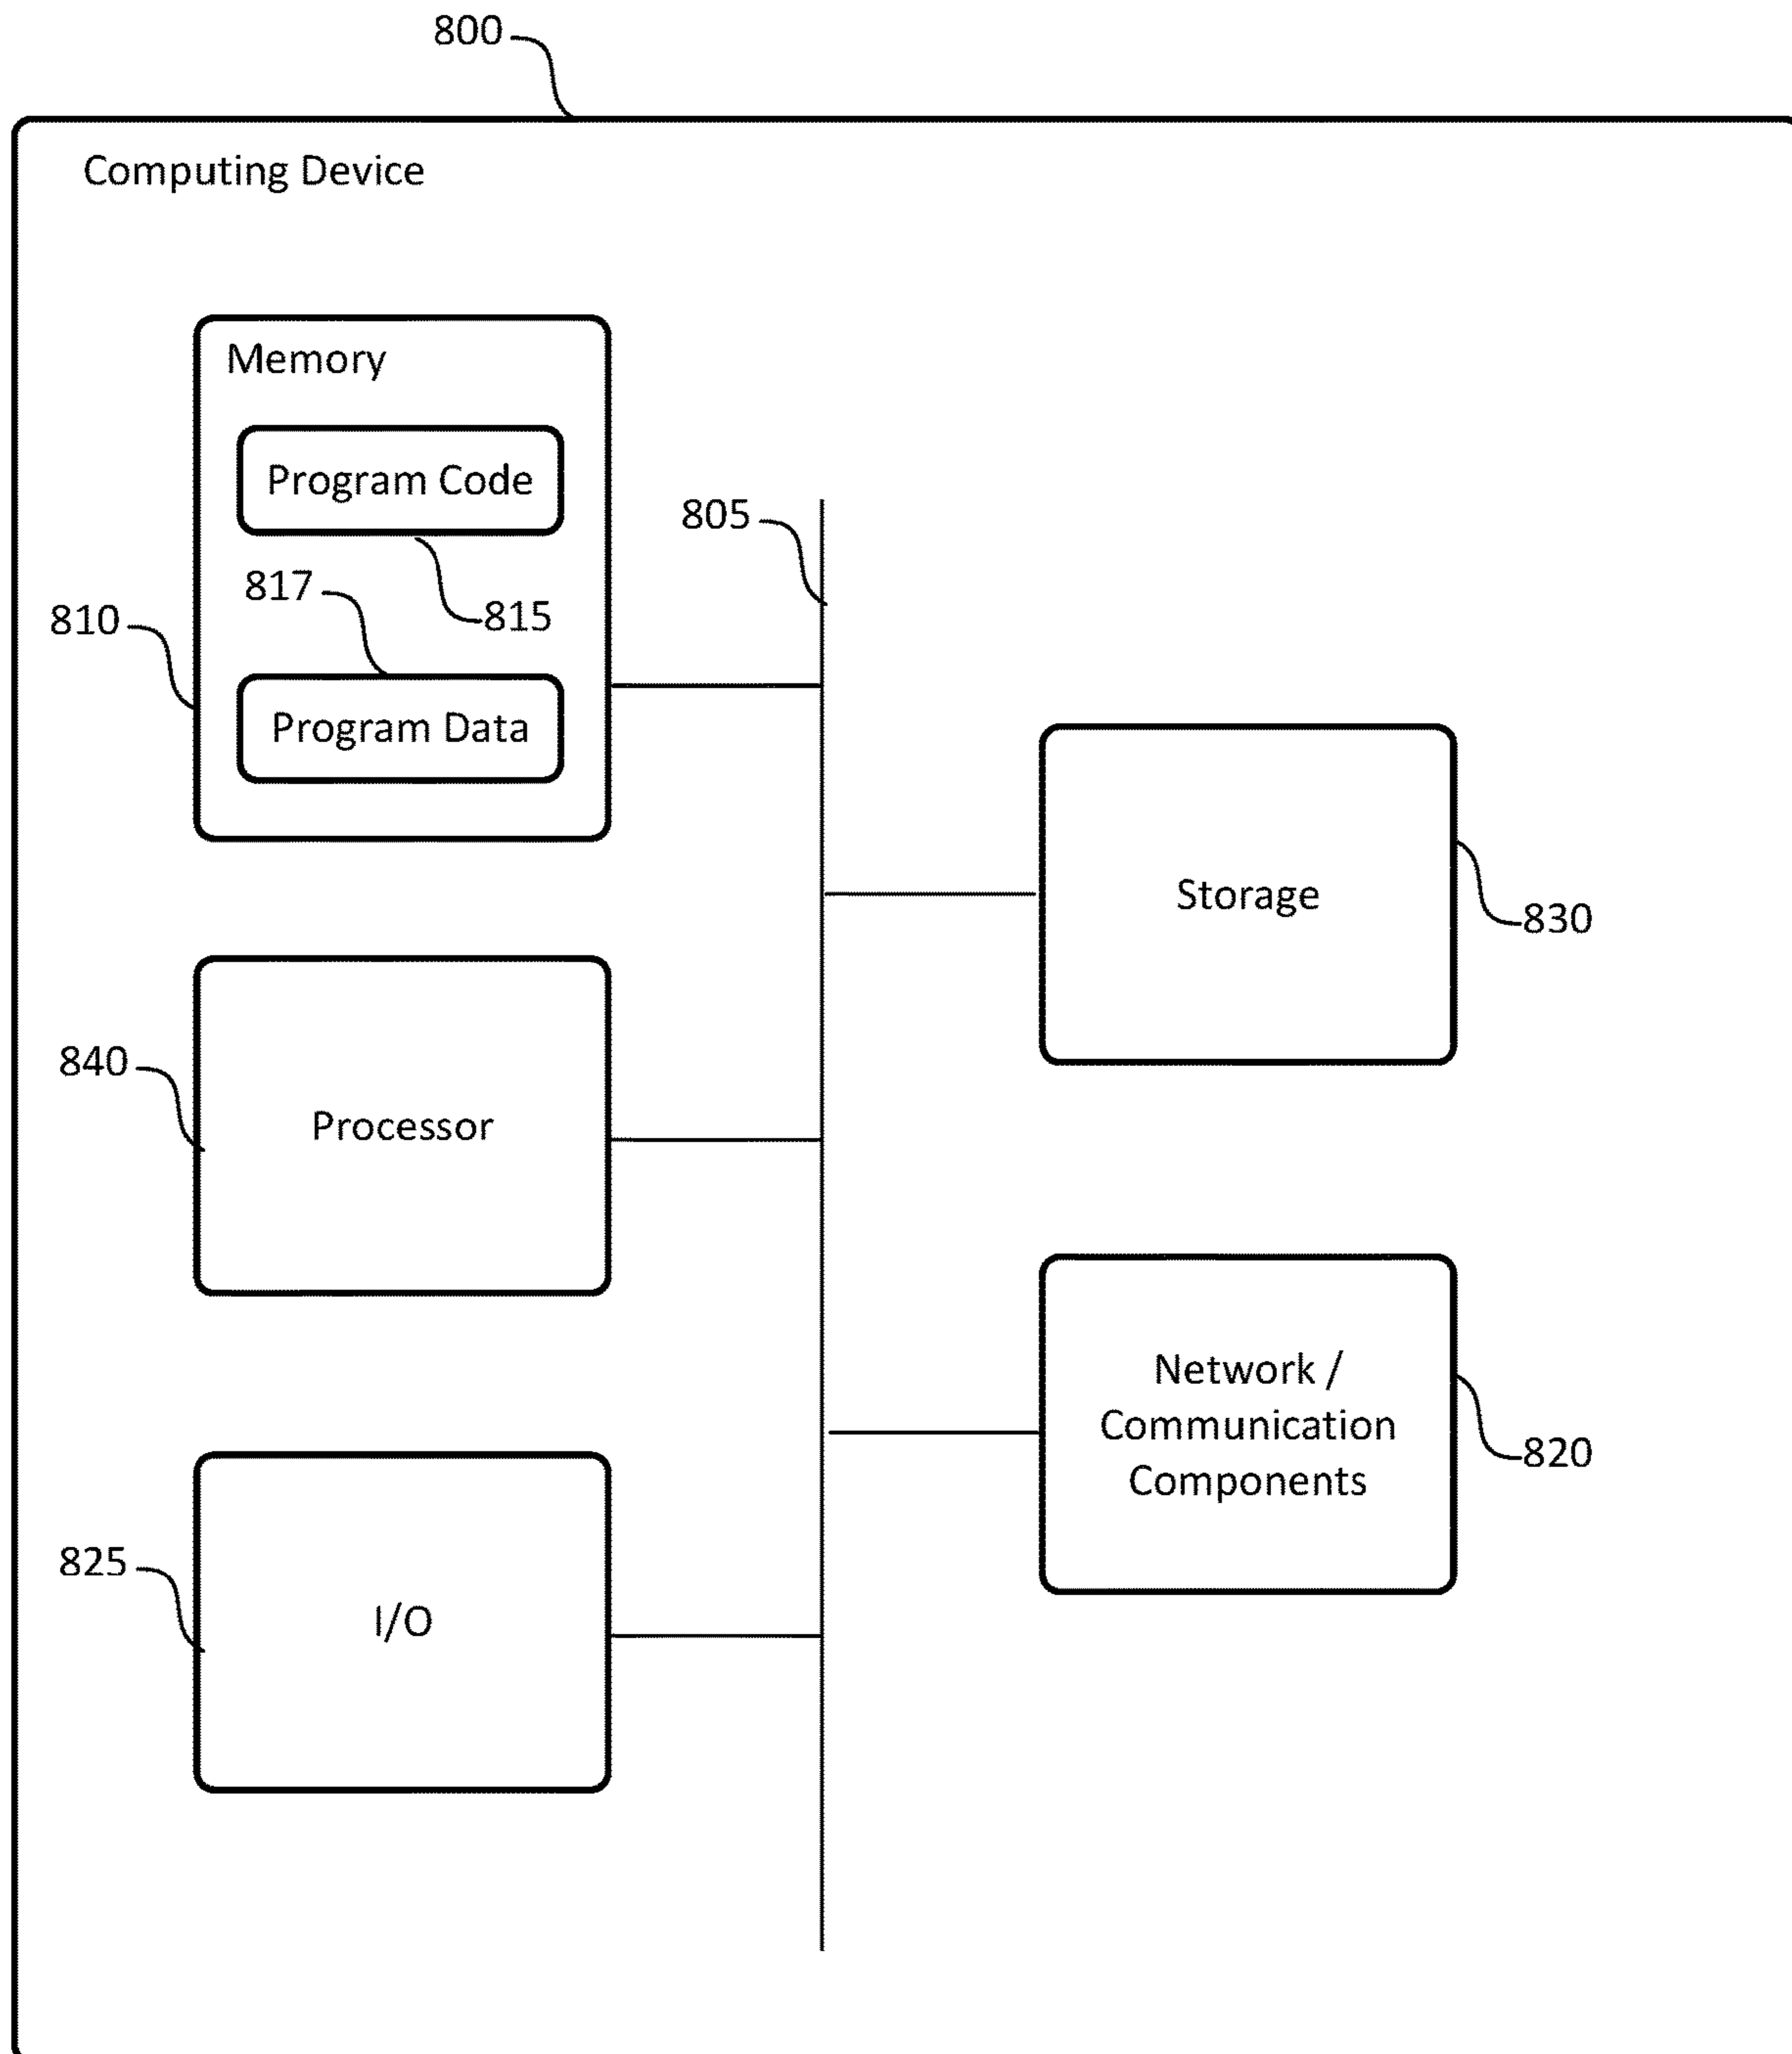 800
Computing Device
Memory
Program Code
805
817
815
810
Program Data
Storage
830
840
Processor
Network /
Communication
Components
820
825
I/O